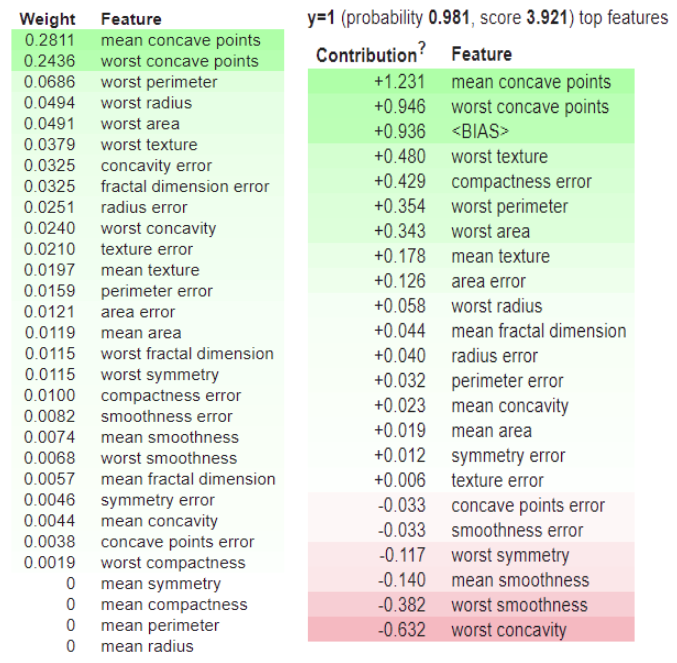 Weight Feature
0.2811 mean concave points
0.2436 worst concave points
0.0686 worst perimeter
0.0494 worst radius
0.0491 worst area
0.0379 worst texture
0.0325 concavity error
0.0325 fractal dimension error
0.0251 radius error
0.0240 worst concavity
0.0210 texture error
0.0197 mean texture
0.0159 perimeter error
0.0121 area error
0.0119 mean area
0.0115 worst fractal dimension
0.0115 worst symmetry
0.0100 compactness error
0.0082 smoothness error
0.0074 mean smoothness
0.0068 worst smoothness
0.0057 mean fractal dimension
0.0046 symmetry error
0.0044 mean concavity
0.0038 concave points error
0.0019 worst compactness
0 mean symmetry
0 mean compactness
0 mean perimeter
0 mean radius
y=1 (probability 0.981, score 3.921) top features
Contribution? Feature
+1.231 mean concave points
+0.946 worst concave points
+0.936 <BIAS>
+0.480 worst texture
+0.429 compactness error
+0.354 worst perimeter
+0.343 worst area
+0.178 mean texture
+0.126 area error
+0.058 worst radius
+0.044 mean fractal dimension
+0.040 radius error
+0.032 perimeter error
+0.023 mean concavity
+0.019 mean area
+0.012 symmetry error
+0.006 texture error
-0.033 concave points error
-0.033 smoothness error
-0.117 worst symmetry
-0.140 mean smoothness
-0.382 worst smoothness
-0.632 worst concavity